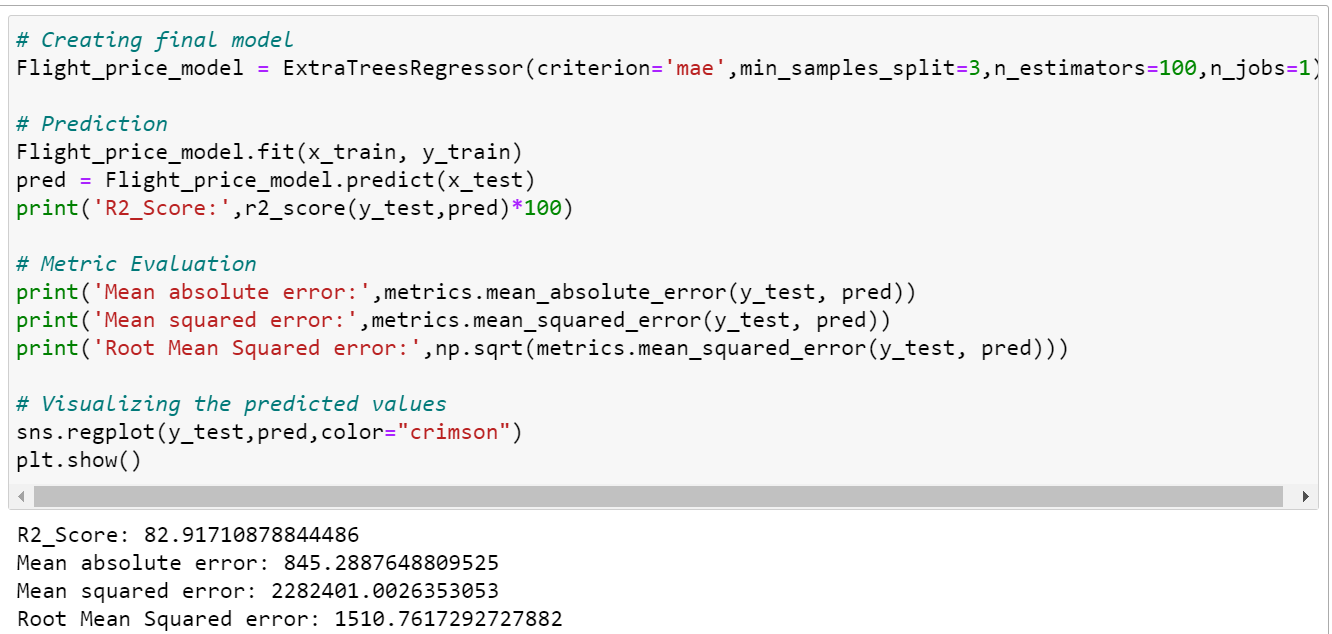 # Creating final model
Flight_price_model = ExtraTreesRegressor(criterion='mae',min_samples_split=3,n_estimators=100,n_jobs=1)
# Prediction
Flight_price_model.fit(x_train, y_train)
pred = Flight_price_model.predict(x_test)
print('R2_Score:',r2_score(y_test,pred)*100)
# Metric Evaluation
print('Mean absolute error:',metrics.mean_absolute_error(y_test, pred))
print('Mean squared error:',metrics.mean_squared_error(y_test, pred))
print('Root Mean Squared error:',np.sqrt(metrics.mean_squared_error(y_test, pred)))
# Visualizing the predicted values
sns.regplot(y_test,pred,color="crimson")
plt.show()
R2_Score: 82.91710878844486
Mean absolute error: 845.2887648809525
Mean squared error: 2282401.0026353053
Root Mean Squared error: 1510.7617292727882